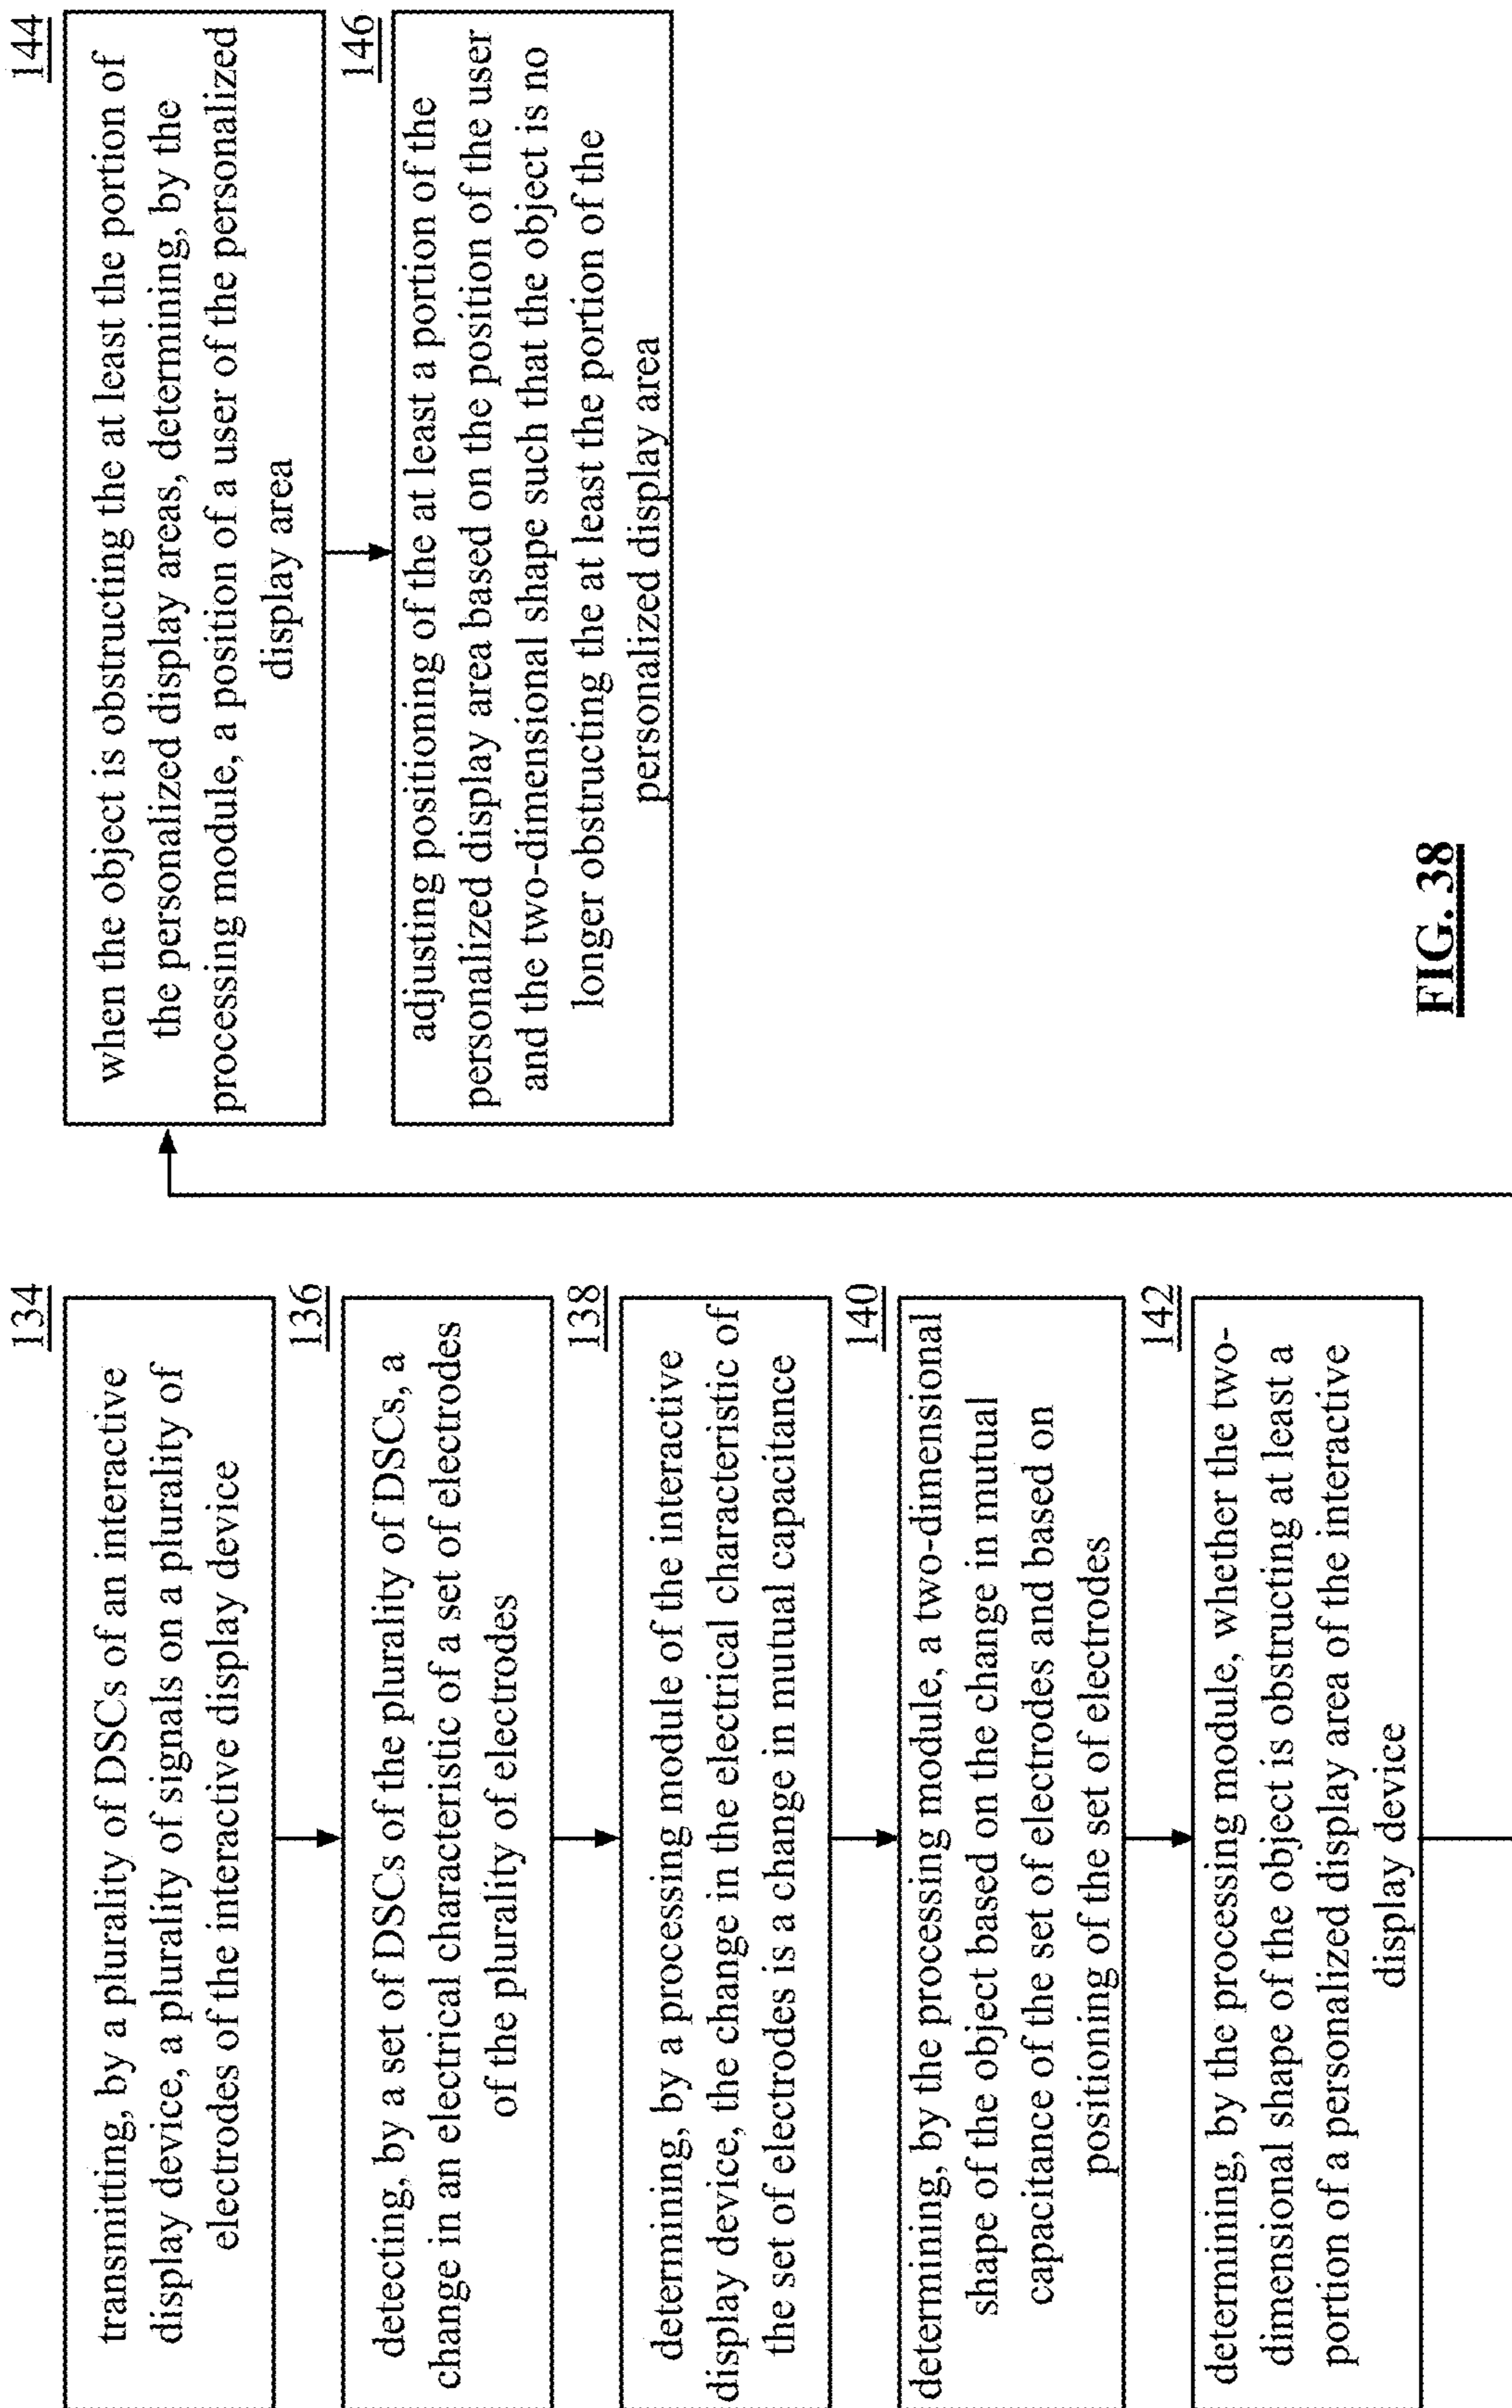 134
transmitting, by a plurality of DSCs of an interactive
display device, a plurality of signals on a plurality of
electrodes of the interactive display device
136
detecting, by a set of DSCs of the plurality of DSCs, a
change in an electrical characteristic of a set of electrodes
of the plurality of electrodes
138
determining, by a processing module of the interactive
display device, the change in the electrical characteristic of
the set of electrodes is a change in mutual capacitance
140
determining, by the processing module, a two-dimensional
shape of the object based on the change in mutual
capacitance of the set of electrodes and based on
positioning of the set of electrodes
142
determining, by the processing module, whether the two-
dimensional shape of the object is obstructing at least a
portion of a personalized display area of the interactive
display device
144
when the object is obstructing the at least the portion of
the personalized display areas, determining, by the
processing module, a position of a user of the personalized
display area
146
adjusting positioning of the at least a portion of the
personalized display area based on the position of the user
and the two-dimensional shape such that the object is no
longer obstructing the at least the portion of the
personalized display area
FIG. 38